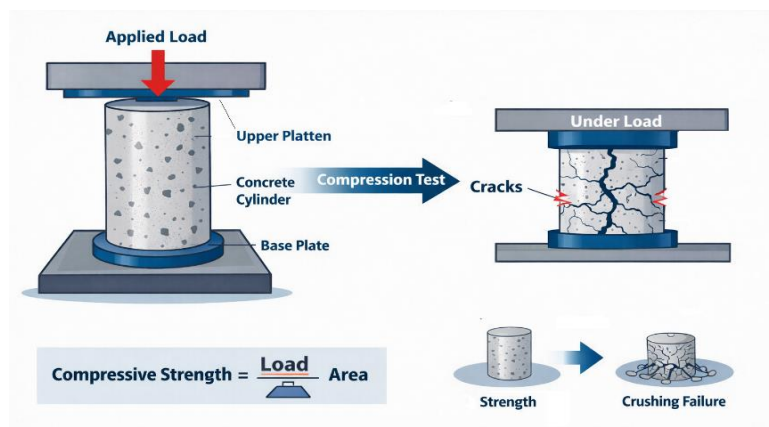 Applied Load
Upper Platten
Concrete
Cylinder
Base Plate
Compression Test
Under Load
Cracks
Compressive Strength = Load Area
Strength
Crushing Failure